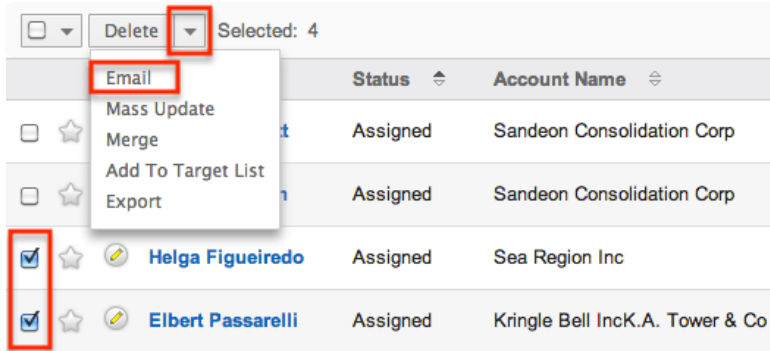 Delete Selected: 4
Email
Status Account Name
Mass Update
Merge
tt Assigned Sandeon Consolidation Corp
Add To Target List
Export
n Assigned Sandeon Consolidation Corp
Helga Figueiredo Assigned Sea Region Inc
Elbert Passarelli Assigned Kringle Bell IncK.A. Tower & Co